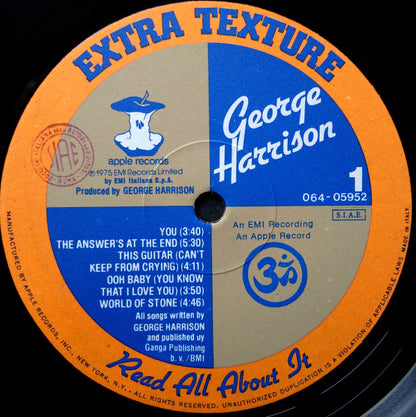 EXTRA TEXTURE
George
Harrison
apple records
℗1975 EMI Records Limited
by EMI Italiana S.p.A.
Produced by GEORGE HARRISON
1
064-05952
S.I.A.E.
SIAE
ROMA
YOU (3:40)
THE ANSWER'S AT THE END (5:30)
THIS GUITAR (CAN'T
KEEP FROM CRYING) (4:11)
OOH BABY (YOU KNOW
THAT I LOVE YOU) (3:50)
WORLD OF STONE (4:46)
All songs written by
GEORGE HARRISON
and published uy
Ganga Publishing
b. v. / BMI
An EMI Recording
An Apple Record
ॐ
Read All About It
MANUFACTURED BY APPLE RECORDS, INC., NEW YORK, N.Y., ALL RIGHTS RESERVED. UNAUTHORIZED DUPLICATION IS A VIOLATION OF APPLICABLE LAWS. MADE IN ITALY